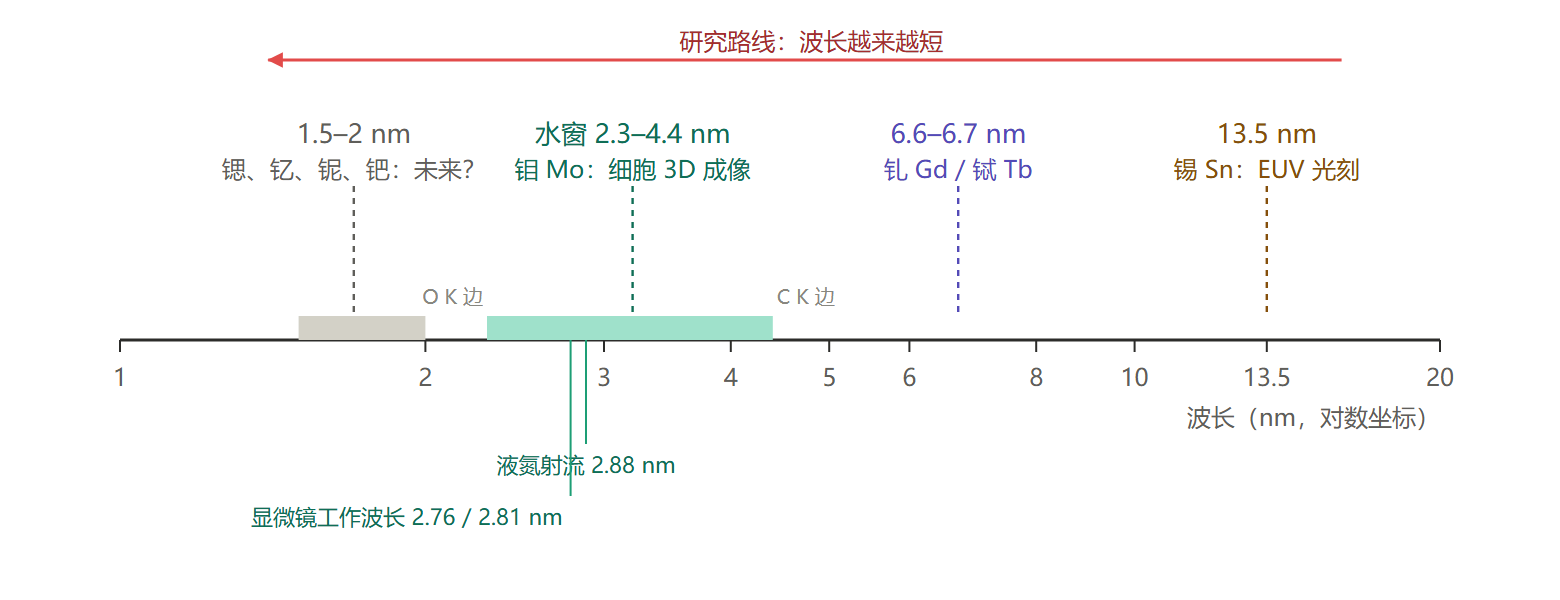 研究路线：波长越来越短
1.5–2 nm
锶、钇、铌、钯：未来？
水窗 2.3–4.4 nm
钼 Mo：细胞 3D 成像
6.6–6.7 nm
钆 Gd / 铽 Tb
13.5 nm
锡 Sn：EUV 光刻
O K 边
C K 边
1
2
3
4
5
6
8
10
13.5
20
波长（nm，对数坐标）
液氮射流 2.88 nm
显微镜工作波长 2.76 / 2.81 nm